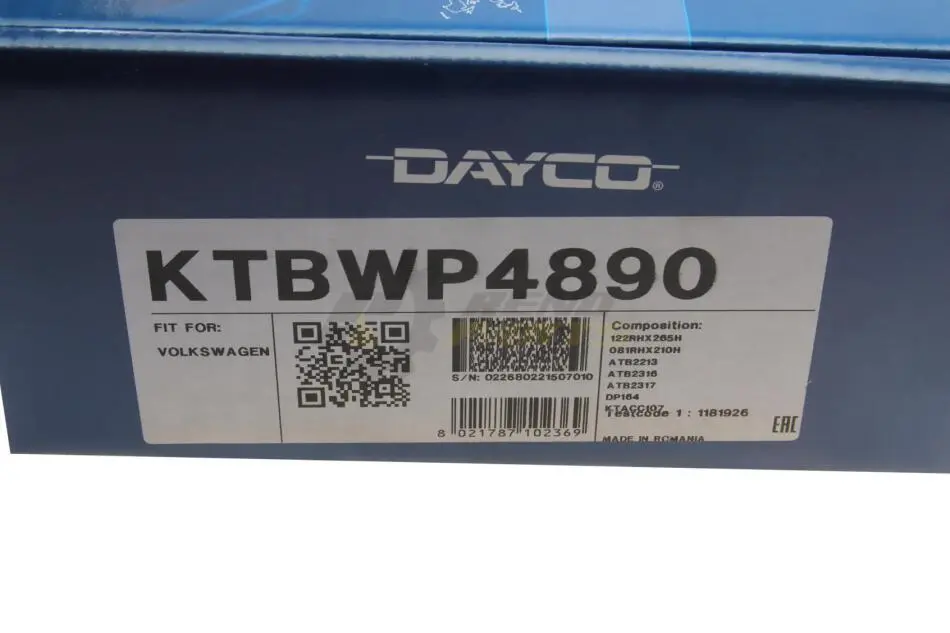 DAYCO®
KTBWP4890
FIT FOR:
VOLKSWAGEN
S/N: 022680221507010
8 021787 102369
Composition:
122RHX265H
081RHX210H
ATB2213
ATB2316
ATB2317
DP164
KTACC107
Testcode 1 : 1181926
MADE IN ROMANIA
EAC